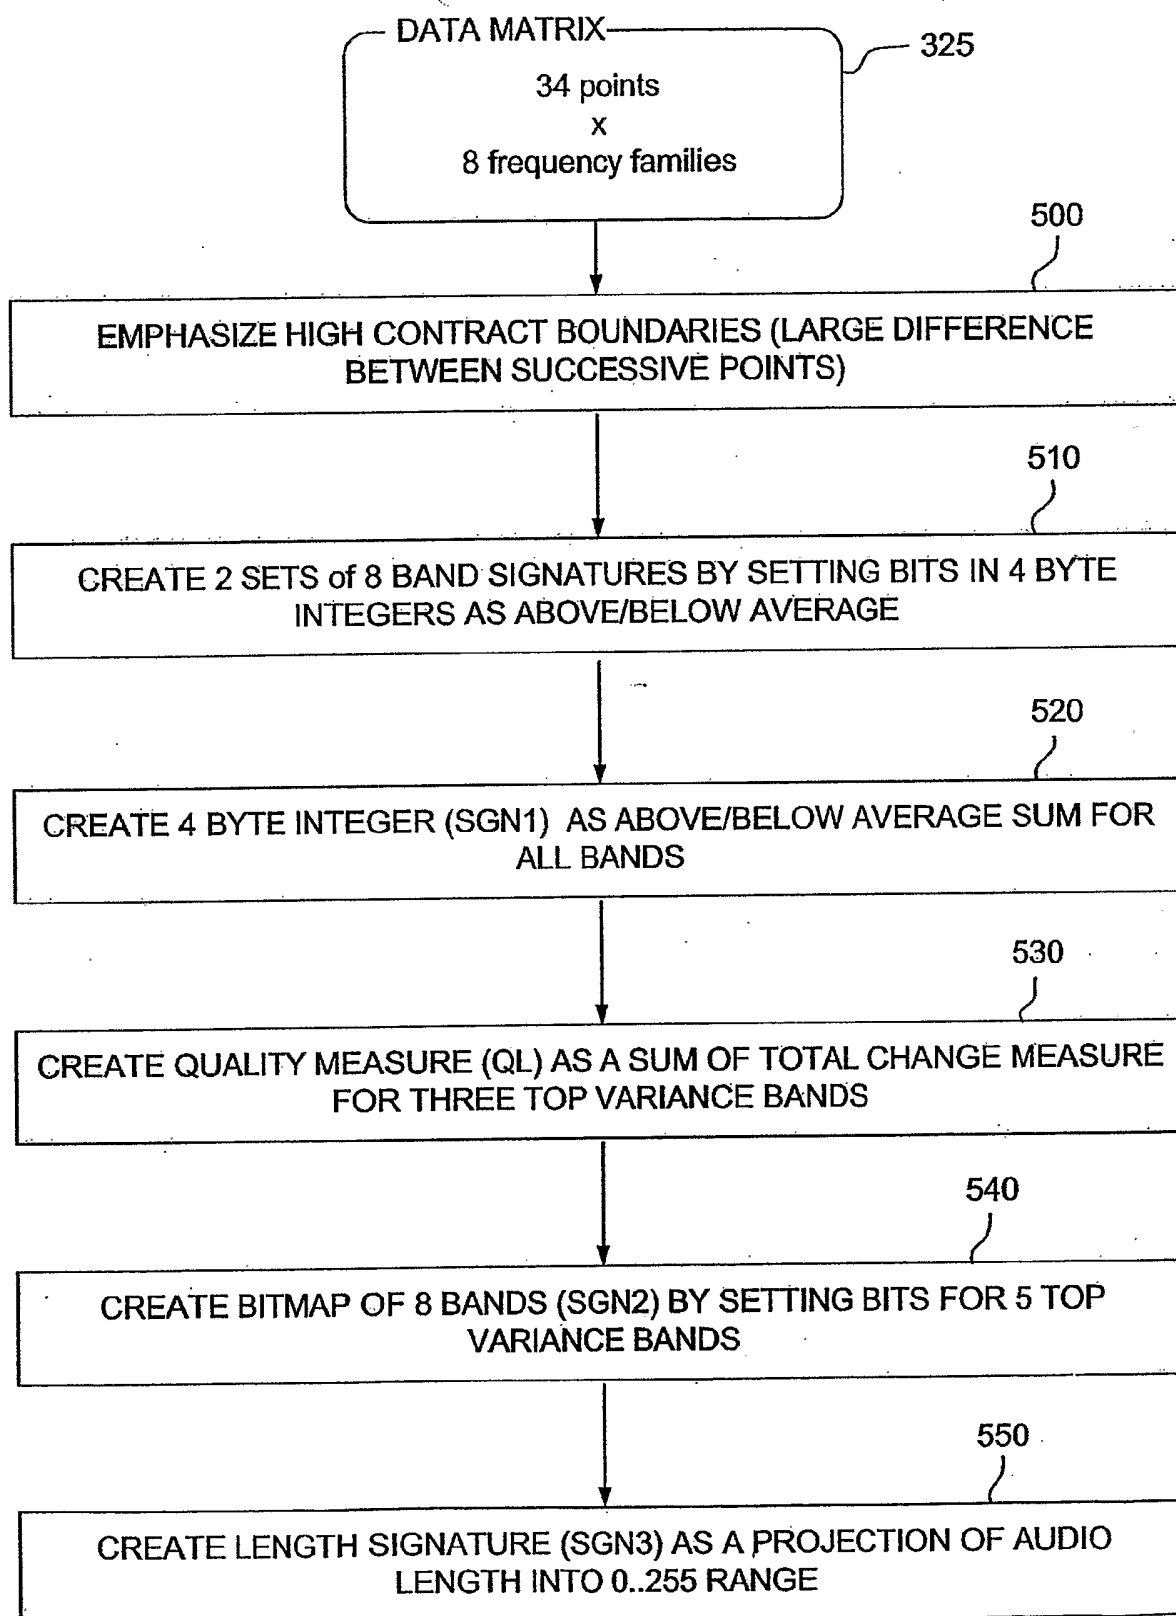 DATA MATRIX
325
34 points
x
8 frequency families
500
EMPHASIZE HIGH CONTRACT BOUNDARIES (LARGE DIFFERENCE
BETWEEN SUCCESSIVE POINTS)
510
CREATE 2 SETS of 8 BAND SIGNATURES BY SETTING BITS IN 4 BYTE
INTEGERS AS ABOVE/BELOW AVERAGE
520
CREATE 4 BYTE INTEGER (SGN1) AS ABOVE/BELOW AVERAGE SUM FOR
ALL BANDS
530
CREATE QUALITY MEASURE (QL) AS A SUM OF TOTAL CHANGE MEASURE
FOR THREE TOP VARIANCE BANDS
540
CREATE BITMAP OF 8 BANDS (SGN2) BY SETTING BITS FOR 5 TOP
VARIANCE BANDS
550
CREATE LENGTH SIGNATURE (SGN3) AS A PROJECTION OF AUDIO
LENGTH INTO 0..255 RANGE